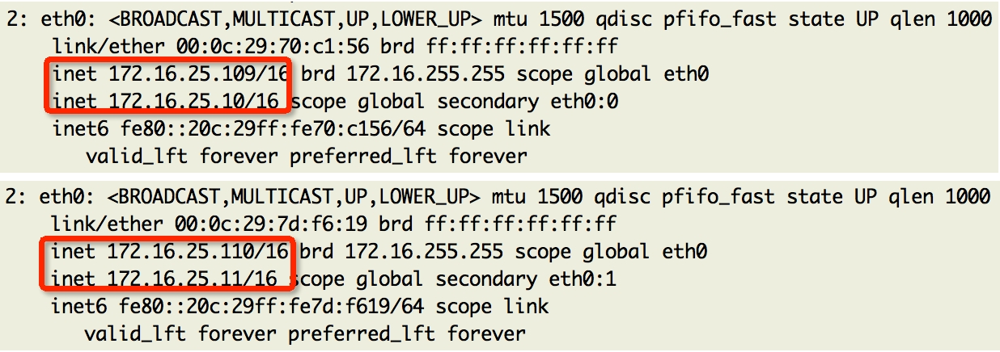 2: eth0: <BROADCAST,MULTICAST,UP,LOWER_UP> mtu 1500 qdisc pfifo_fast state UP qlen 1000
link/ether 00:0c:29:70:c1:56 brd ff:ff:ff:ff:ff:ff
inet 172.16.25.109/16 brd 172.16.255.255 scope global eth0
inet 172.16.25.10/16 scope global secondary eth0:0
inet6 fe80::20c:29ff:fe70:c156/64 scope link
valid_lft forever preferred_lft forever
2: eth0: <BROADCAST,MULTICAST,UP,LOWER_UP> mtu 1500 qdisc pfifo_fast state UP qlen 1000
link/ether 00:0c:29:7d:f6:19 brd ff:ff:ff:ff:ff:ff
inet 172.16.25.110/16 brd 172.16.255.255 scope global eth0
inet 172.16.25.11/16 scope global secondary eth0:1
inet6 fe80::20c:29ff:fe7d:f619/64 scope link
valid_lft forever preferred_lft forever